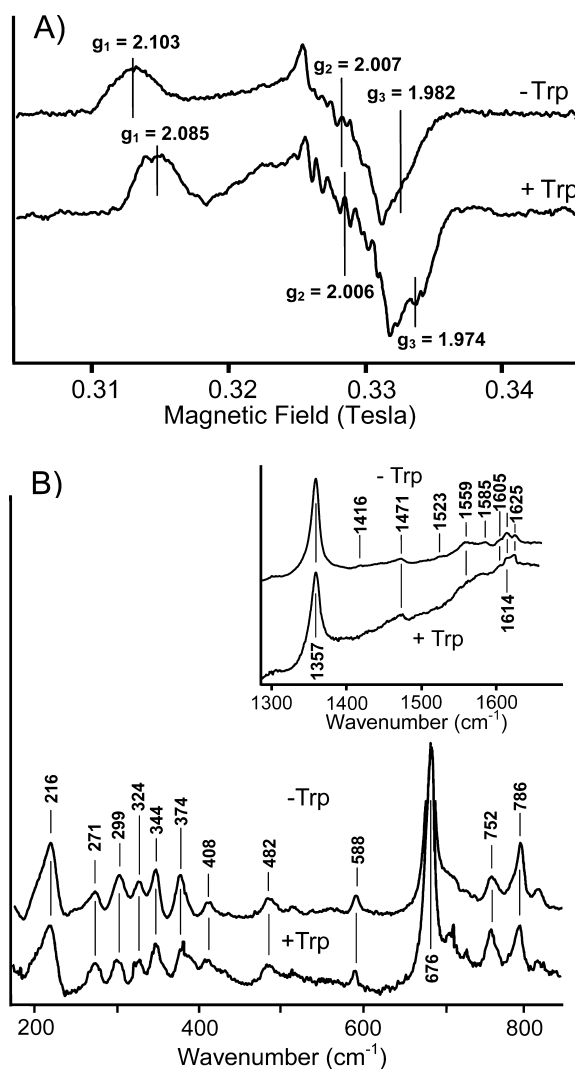 A)
g1 = 2.103
g2 = 2.007
g3 = 1.982
- Trp
g1 = 2.085
+ Trp
g2 = 2.006
g3 = 1.974
0.31 0.32 0.33 0.34
Magnetic Field (Tesla)
B)
- Trp
1416 1471 1523 1559 1585 1605 1625
+ Trp
1357
1614
1300 1400 1500 1600
Wavenumber (cm-1)
216 271 299 324 344 374 408 482 588 752 786
-Trp
+Trp
676
200 400 600 800
Wavenumber (cm-1)